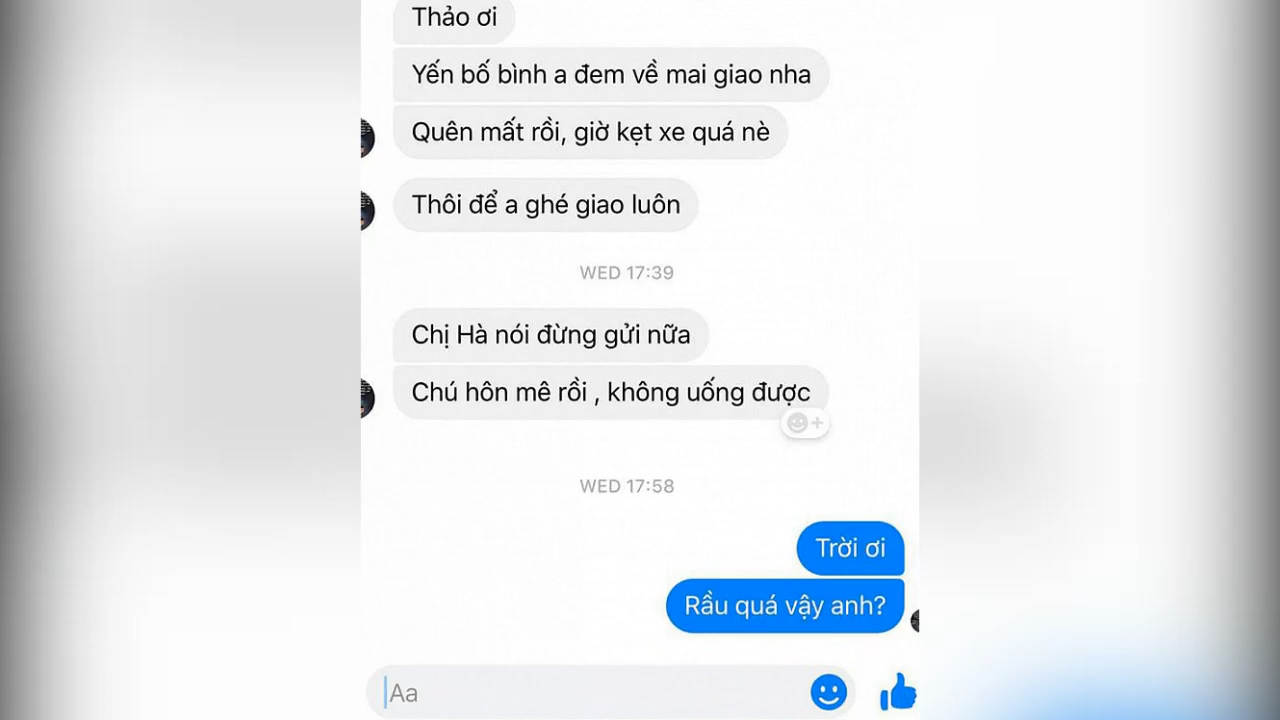 Thảo ơi
Yến bố bình a đem về mai giao nha
Quên mất rồi, giờ kẹt xe quá nè
Thôi để a ghé giao luôn
WED 17:39
Chị Hà nói đừng gửi nữa
Chú hôn mê rồi , không uống được
WED 17:58
Trời ơi
Rầu quá vậy anh?
Aa